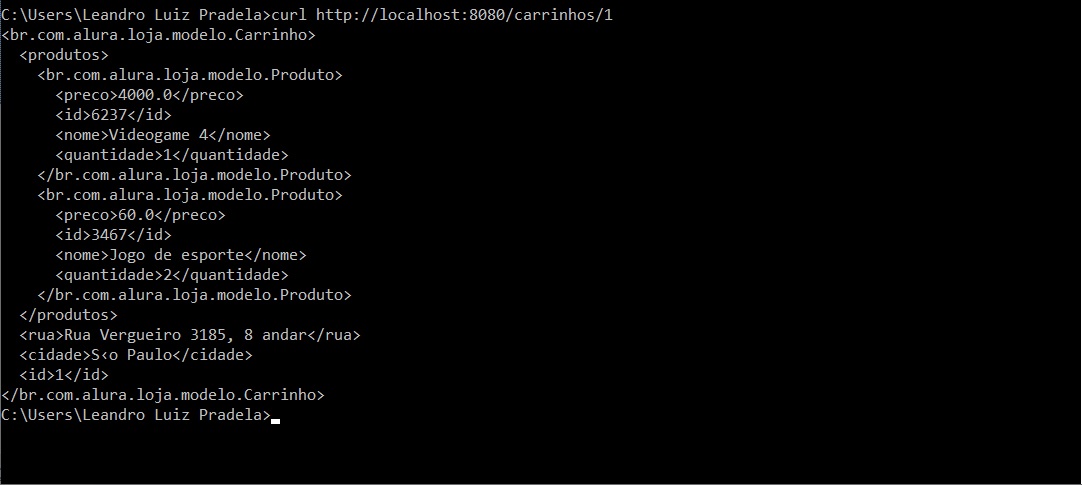 C:\Users\Leandro Luiz Pradela>curl http://localhost:8080/carrinhos/1
<br.com.alura.loja.modelo.Carrinho>
  <produtos>
    <br.com.alura.loja.modelo.Produto>
      <preco>4000.0</preco>
      <id>6237</id>
      <nome>Videogame 4</nome>
      <quantidade>1</quantidade>
    </br.com.alura.loja.modelo.Produto>
    <br.com.alura.loja.modelo.Produto>
      <preco>60.0</preco>
      <id>3467</id>
      <nome>Jogo de esporte</nome>
      <quantidade>2</quantidade>
    </br.com.alura.loja.modelo.Produto>
  </produtos>
  <rua>Rua Vergueiro 3185, 8 andar</rua>
  <cidade>S‹o Paulo</cidade>
  <id>1</id>
</br.com.alura.loja.modelo.Carrinho>
C:\Users\Leandro Luiz Pradela>